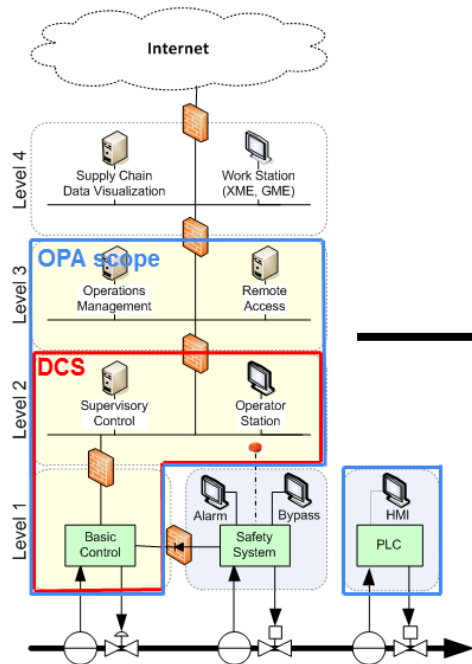 Internet
Level 4
Supply Chain
Data Visualization
Work Station
(XME, GME)
Level 3
OPA scope
Operations
Management
Remote
Access
Level 2
DCS
Supervisory
Control
Operator
Station
Level 1
Basic
Control
Alarm
Bypass
Safety
System
HMI
PLC